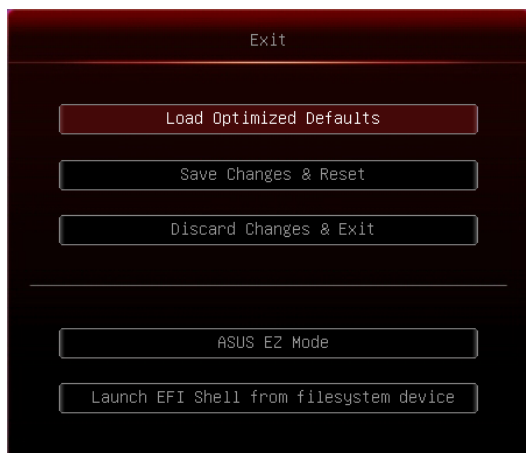 Exit
Load Optimized Defaults
Save Changes & Reset
Discard Changes & Exit
ASUS EZ Mode
Launch EFI Shell from filesystem device